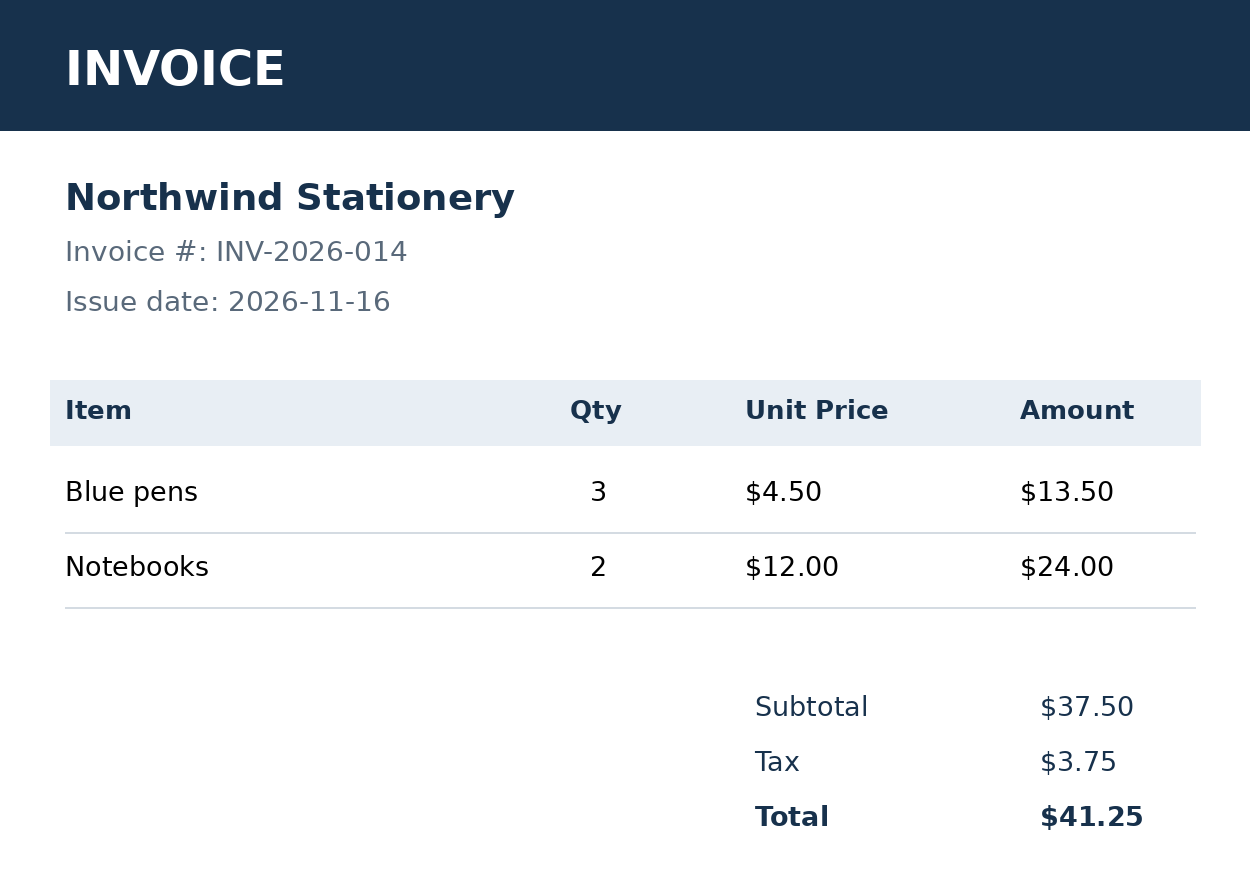 INVOICE
Northwind Stationery
Invoice #: INV-2026-014
Issue date: 2026-11-16
Item Qty Unit Price Amount
Blue pens 3 $4.50 $13.50
Notebooks 2 $12.00 $24.00
Subtotal $37.50
Tax $3.75
Total $41.25